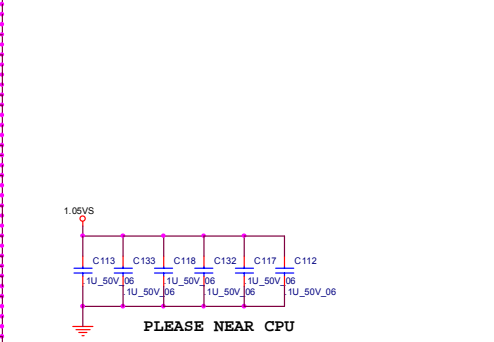 1.05VS
C113 C133 C118 C132 C117 C112
.1U_50V_06 .1U_50V_06 .1U_50V_06
.1U_50V_06 .1U_50V_06 .1U_50V_06
PLEASE NEAR CPU